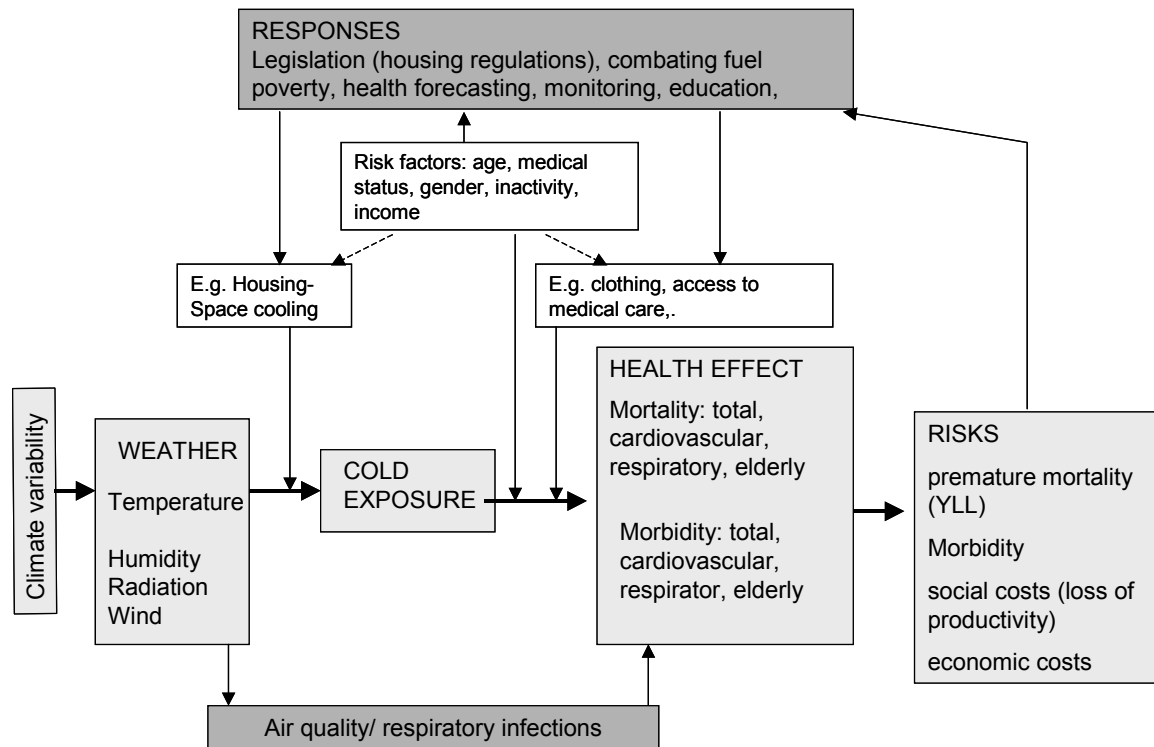 RESPONSES
Legislation (housing regulations), combating fuel
poverty, health forecasting, monitoring, education,
Risk factors: age, medical
status, gender, inactivity,
income
E.g. Housing-
Space cooling
E.g. clothing, access to
medical care,.
Climate variability
WEATHER
Temperature
Humidity
Radiation
Wind
COLD
EXPOSURE
HEALTH EFFECT
Mortality: total,
cardiovascular,
respiratory, elderly
Morbidity: total,
cardiovascular,
respirator, elderly
RISKS
premature mortality
(YLL)
Morbidity
social costs (loss of
productivity)
economic costs
Air quality/ respiratory infections